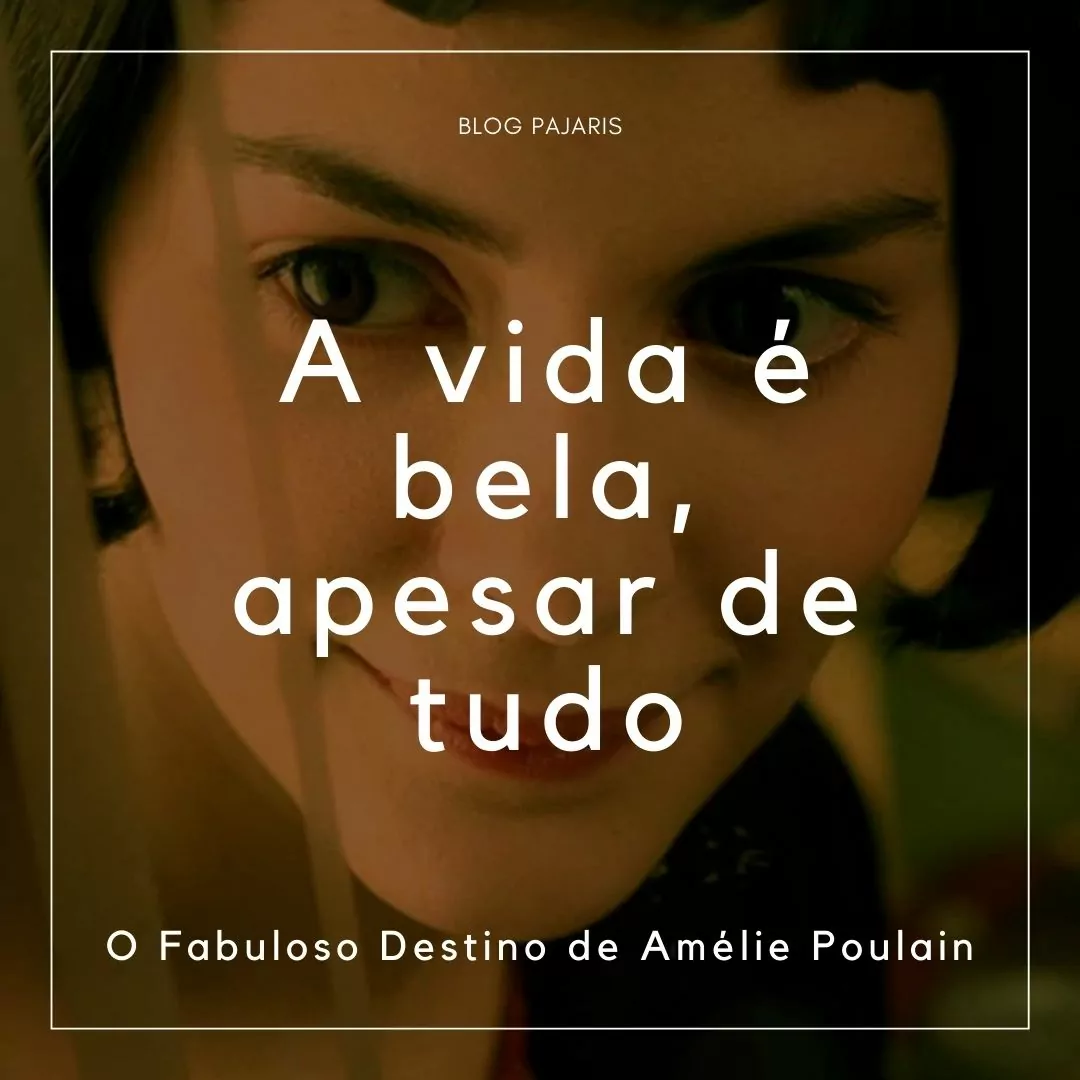 BLOG PAJARIS
A vida é
bela,
apesar de
tudo
O Fabuloso Destino de Amélie Poulain